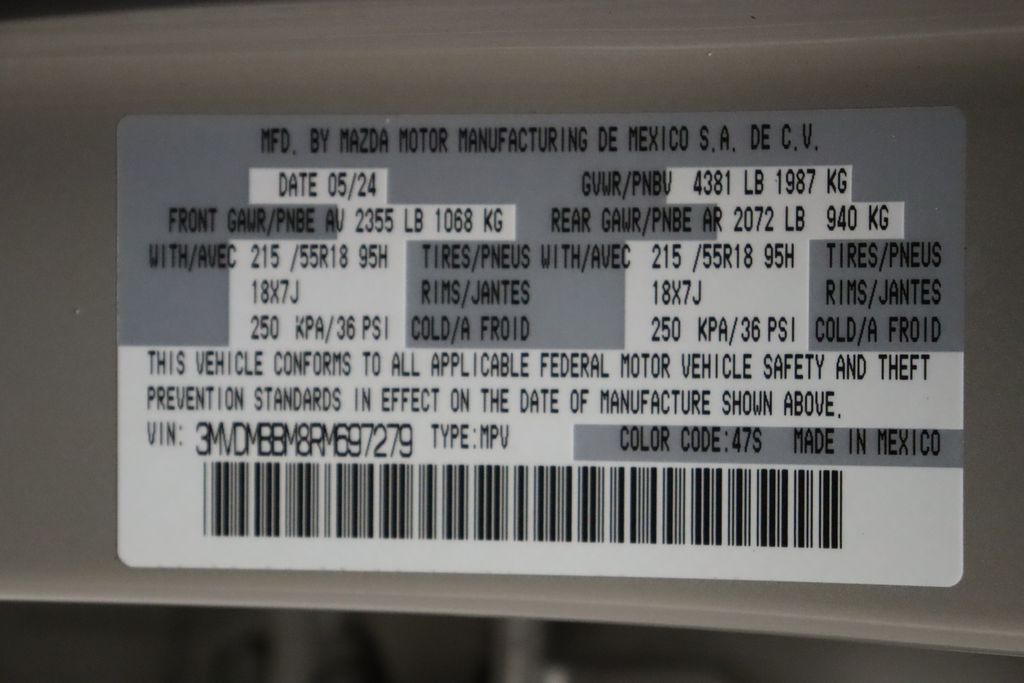 MFD. BY MAZDA MOTOR MANUFACTURING DE MEXICO S.A. DE C.V.
DATE 05/24 GVWR/PNBV 4381 LB 1987 KG
FRONT GAWR/PNBE AV 2355 LB 1068 KG REAR GAWR/PNBE AR 2072 LB 940 KG
WITH/AVEC 215 /55R18 95H TIRES/PNEUS WITH/AVEC 215 /55R18 95H TIRES/PNEUS
18X7J RIMS/JANTES 18X7J RIMS/JANTES
250 KPA/36 PSI COLD/A FROID 250 KPA/36 PSI COLD/A FROID
THIS VEHICLE CONFORMS TO ALL APPLICABLE FEDERAL MOTOR VEHICLE SAFETY AND THEFT
PREVENTION STANDARDS IN EFFECT ON THE DATE OF MANUFACTURE SHOWN ABOVE.
VIN: 3MVDMBBM8RM697279 TYPE:MPV COLOR CODE:47S MADE IN MEXICO